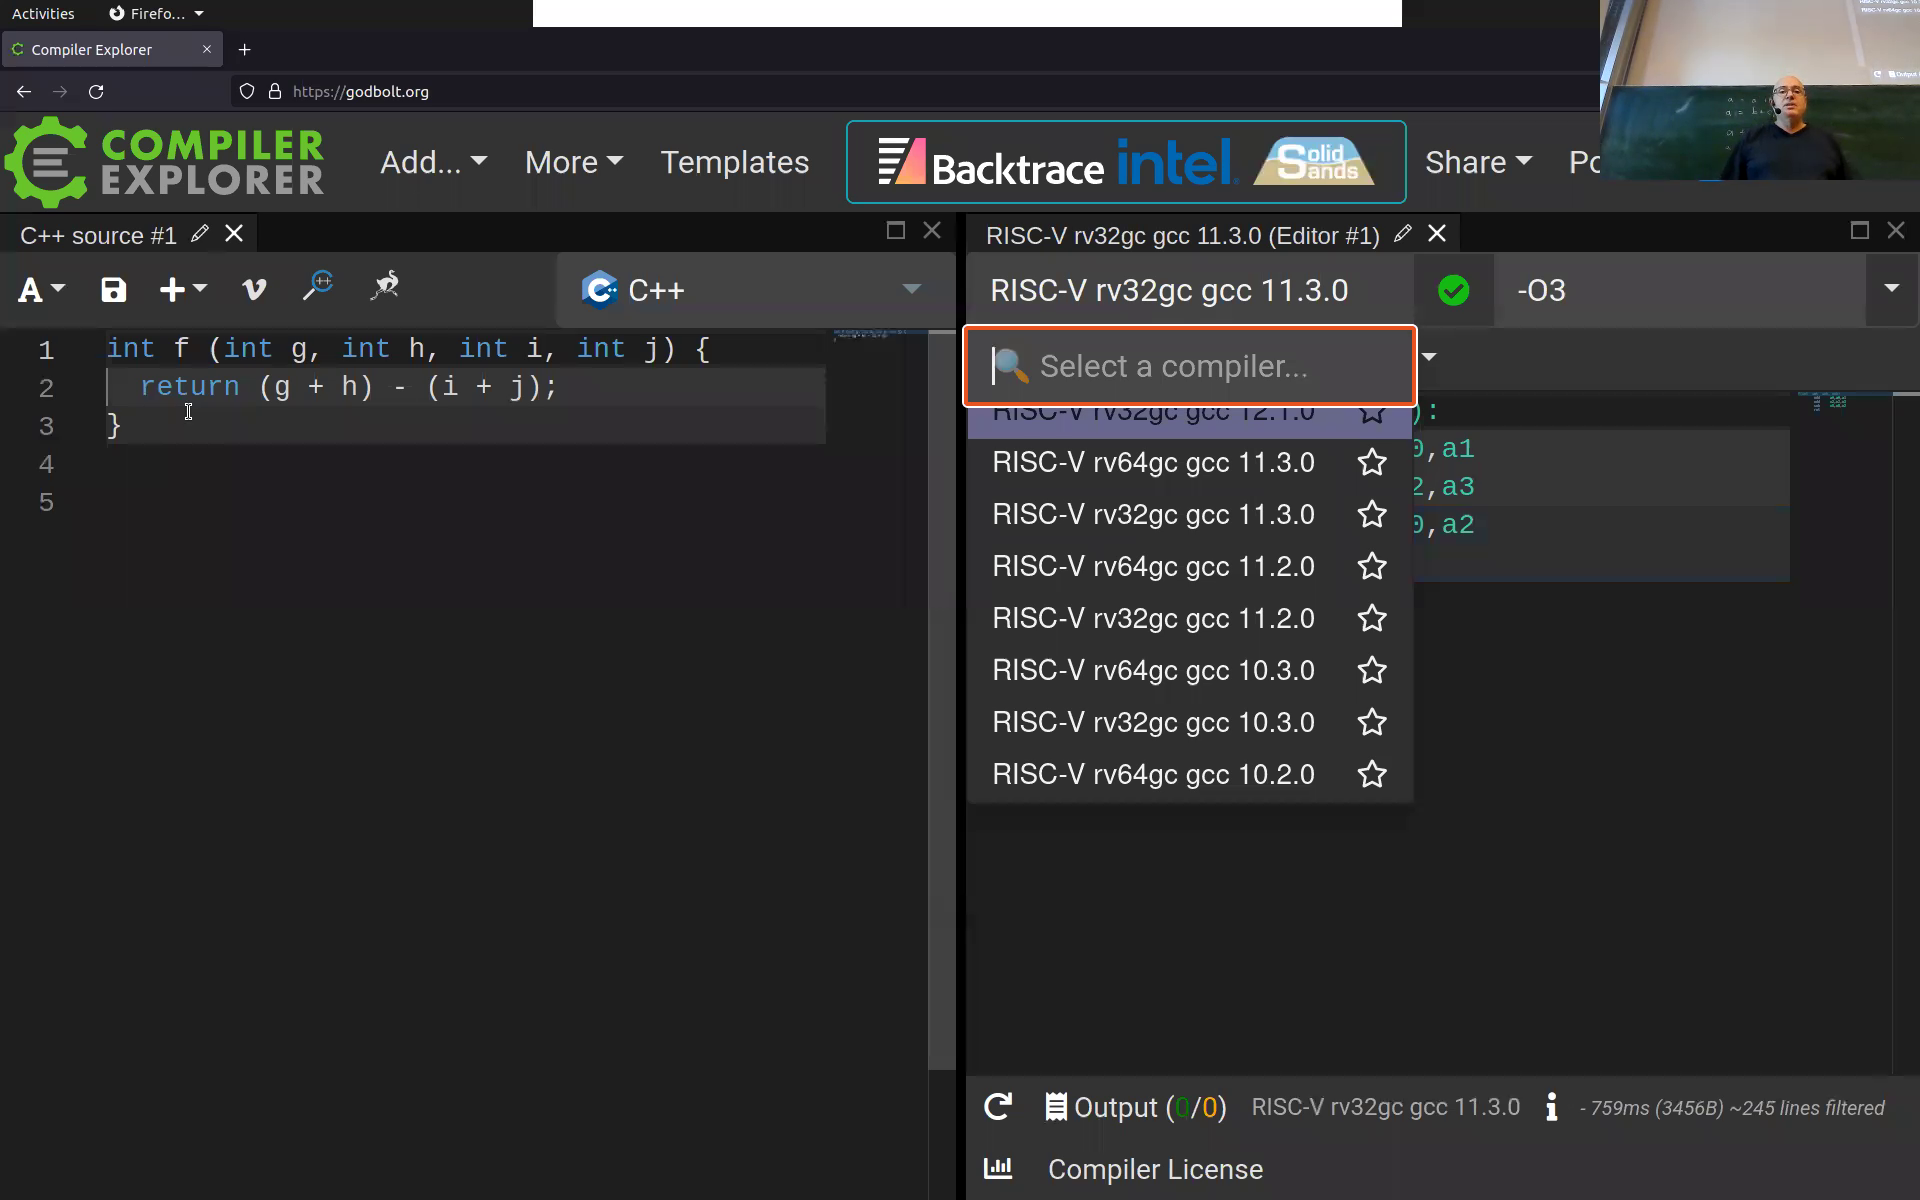 Activities
Firefo...
Compiler Explorer
https://godbolt.org
COMPILER
EXPLORER
Add...
More
Templates
Backtrace
intel.
Solid
Sands
Share
C++ source #1
RISC-V rv32gc gcc 11.3.0 (Editor #1)
A
C++
RISC-V rv32gc gcc 11.3.0
-O3
1 int f (int g, int h, int i, int j) {
2 return (g + h) - (i + j);
3 }
4
5
Select a compiler...
RISC-V rv32gc gcc 12.1.0
RISC-V rv64gc gcc 11.3.0
RISC-V rv32gc gcc 11.3.0
RISC-V rv64gc gcc 11.2.0
RISC-V rv32gc gcc 11.2.0
RISC-V rv64gc gcc 10.3.0
RISC-V rv32gc gcc 10.3.0
RISC-V rv64gc gcc 10.2.0
):
0,a1
2,a3
0,a2
Output (0/0) RISC-V rv32gc gcc 11.3.0 - 759ms (3456B) ~245 lines filtered
Compiler License